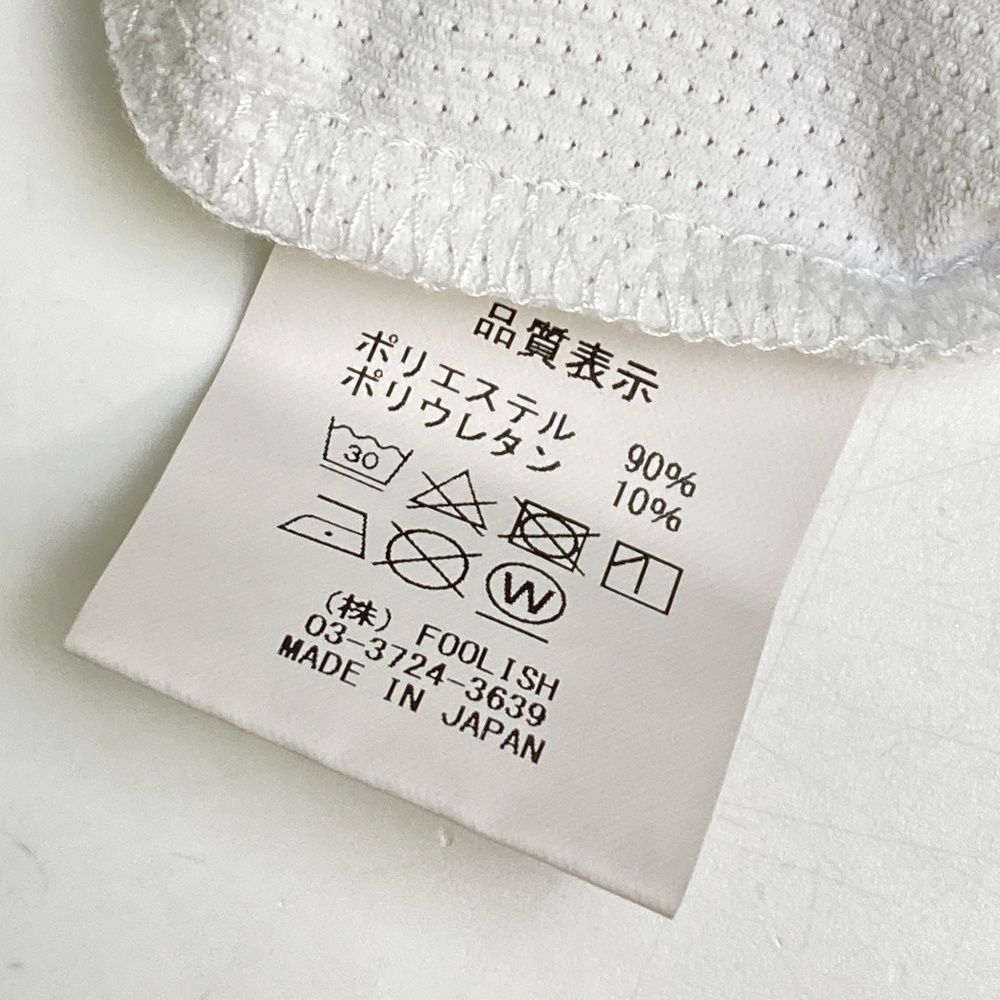 品質表示
ポリエステル 90%
ポリウレタン 10%
30
W
(株) FOOLISH
03-3724-3639
MADE IN JAPAN